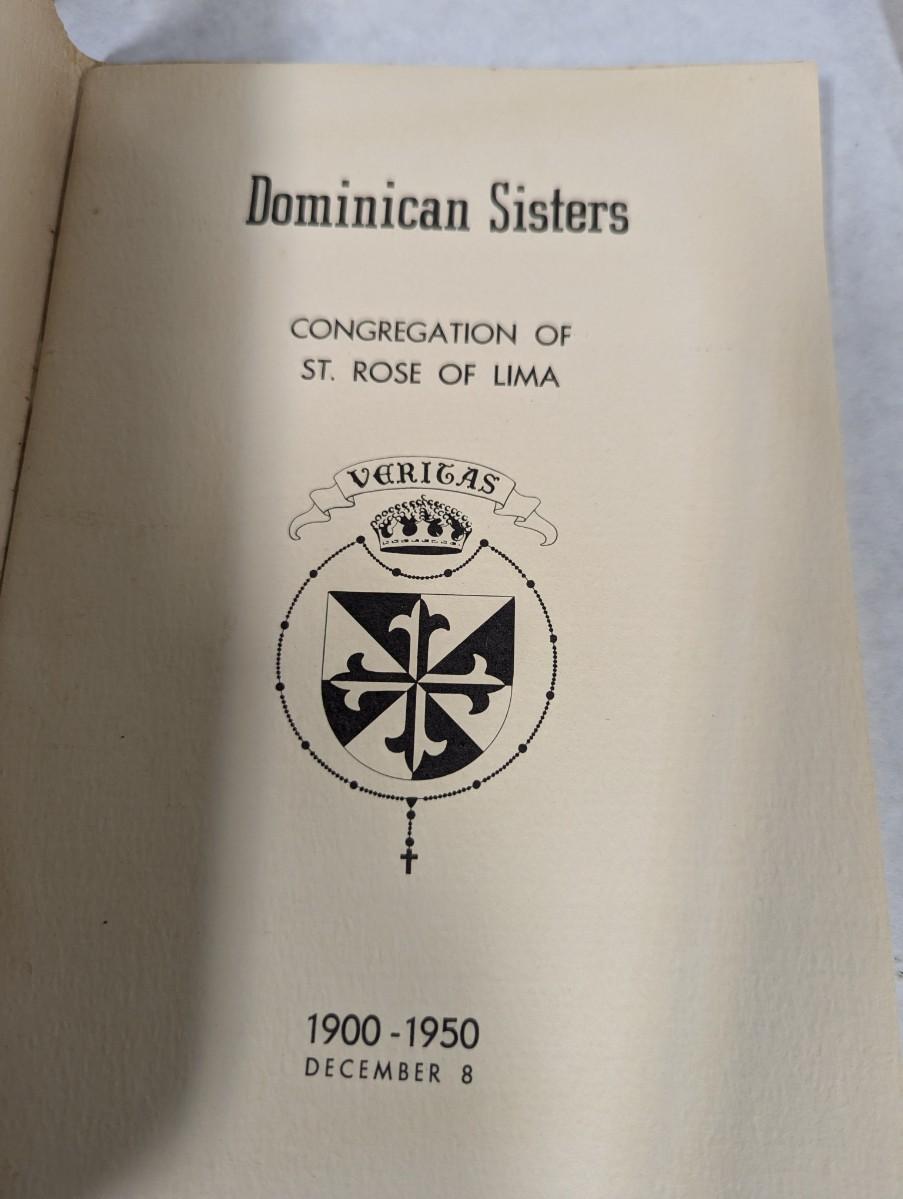 Dominican Sisters
CONGREGATION OF
ST. ROSE OF LIMA
VERITAS
1900-1950
DECEMBER 8